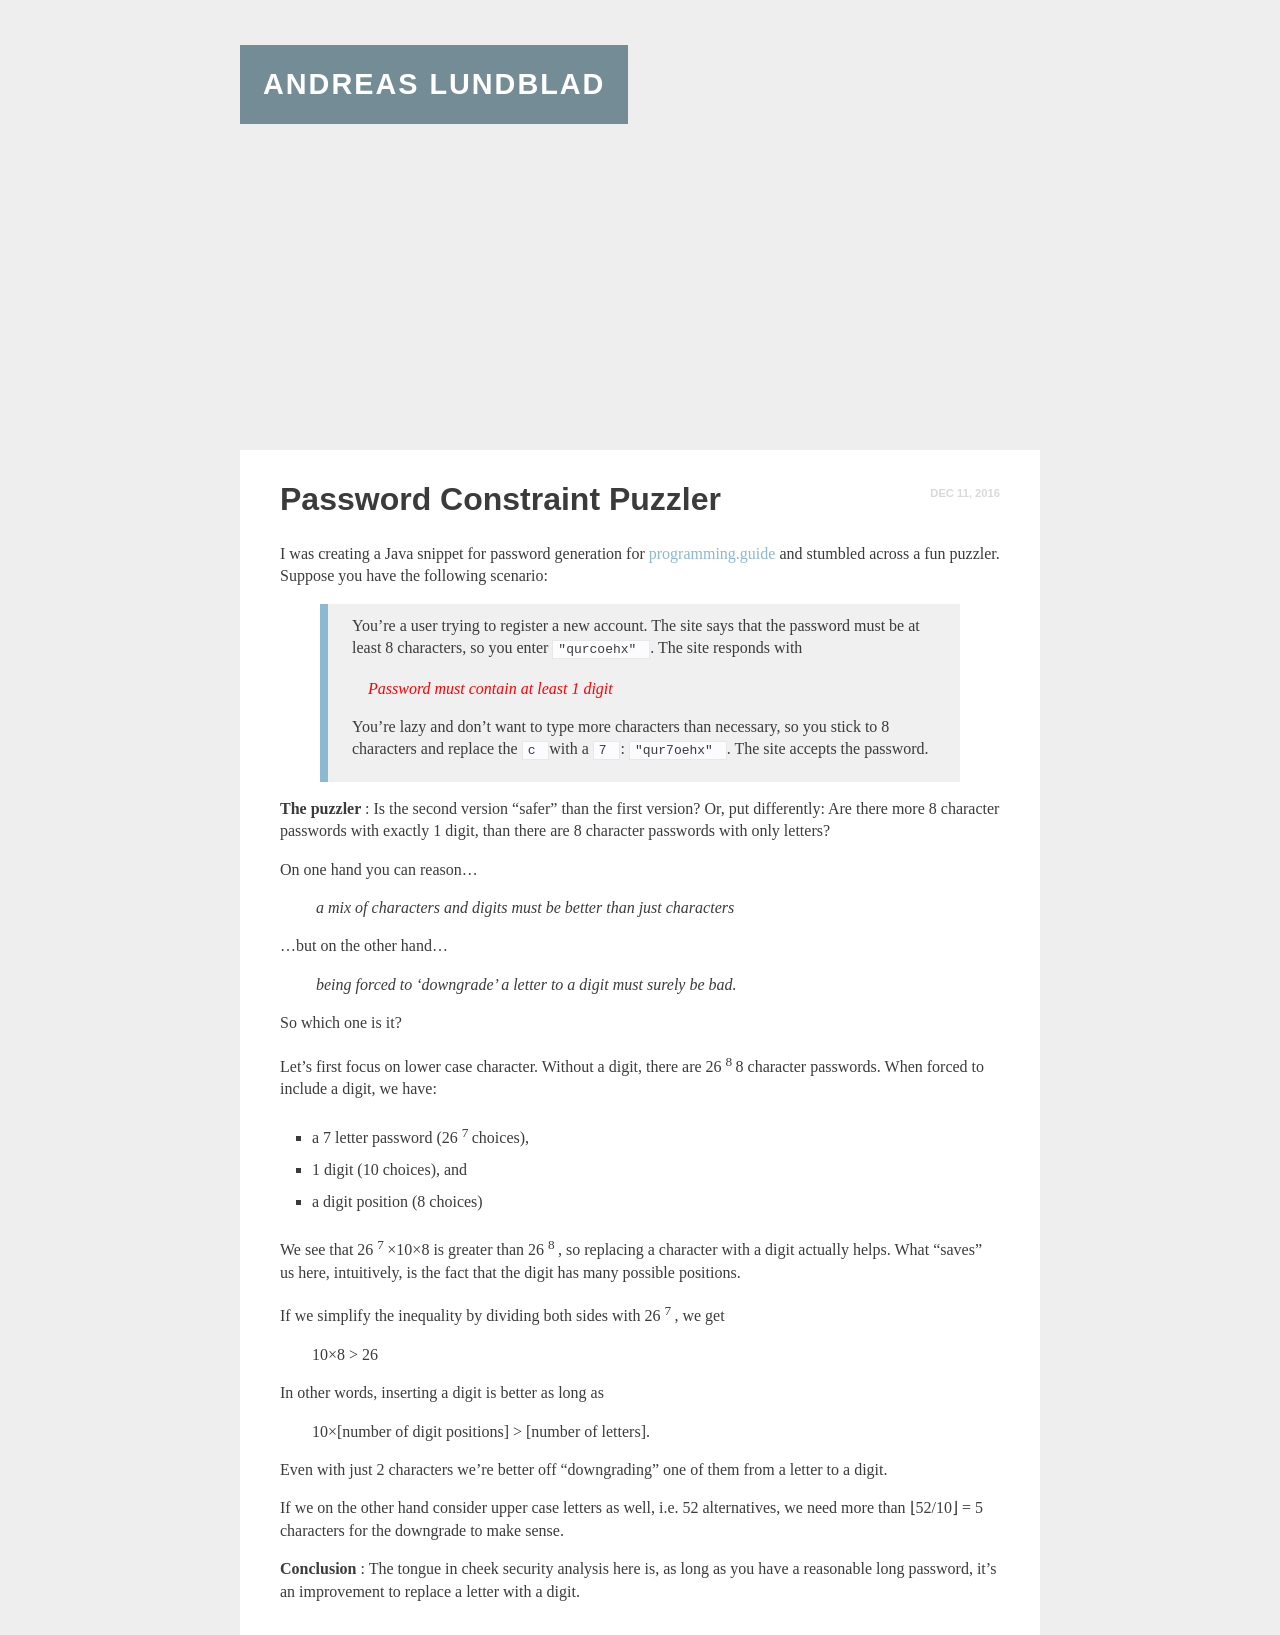 ANDREAS LUNDBLAD
Password Constraint Puzzler
DEC 11, 2016
I was creating a Java snippet for password generation for programming.guide and stumbled across a fun puzzler.
Suppose you have the following scenario:
You’re a user trying to register a new account. The site says that the password must be at
least 8 characters, so you enter "qurcoehx" . The site responds with
Password must contain at least 1 digit
You’re lazy and don’t want to type more characters than necessary, so you stick to 8
characters and replace the c with a 7 : "qur7oehx" . The site accepts the password.
The puzzler : Is the second version “safer” than the first version? Or, put differently: Are there more 8 character
passwords with exactly 1 digit, than there are 8 character passwords with only letters?
On one hand you can reason…
a mix of characters and digits must be better than just characters
…but on the other hand…
being forced to ‘downgrade’ a letter to a digit must surely be bad.
So which one is it?
Let’s first focus on lower case character. Without a digit, there are 26 8 8 character passwords. When forced to
include a digit, we have:
▪ a 7 letter password (26 7 choices),
▪ 1 digit (10 choices), and
▪ a digit position (8 choices)
We see that 26 7 ×10×8 is greater than 26 8 , so replacing a character with a digit actually helps. What “saves”
us here, intuitively, is the fact that the digit has many possible positions.
If we simplify the inequality by dividing both sides with 26 7 , we get
10×8 > 26
In other words, inserting a digit is better as long as
10×[number of digit positions] > [number of letters].
Even with just 2 characters we’re better off “downgrading” one of them from a letter to a digit.
If we on the other hand consider upper case letters as well, i.e. 52 alternatives, we need more than ⌊52/10⌋ = 5
characters for the downgrade to make sense.
Conclusion : The tongue in cheek security analysis here is, as long as you have a reasonable long password, it’s
an improvement to replace a letter with a digit.